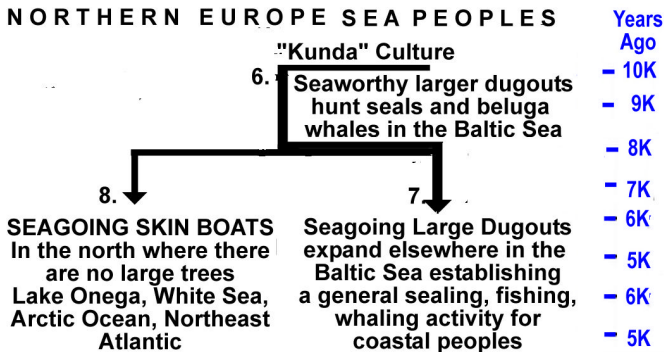 NORTHERN EUROPE SEA PEOPLES
Years
Ago
"Kunda" Culture
6.
Seaworthy larger dugouts
hunt seals and beluga
whales in the Baltic Sea
8.
SEAGOING SKIN BOATS
In the north where there
are no large trees
Lake Onega, White Sea,
Arctic Ocean, Northeast
Atlantic
7.
Seagoing Large Dugouts
expand elsewhere in the
Baltic Sea establishing
a general sealing, fishing,
whaling activity for
coastal peoples
10K
9K
8K
7K
6K
5K
6K
5K